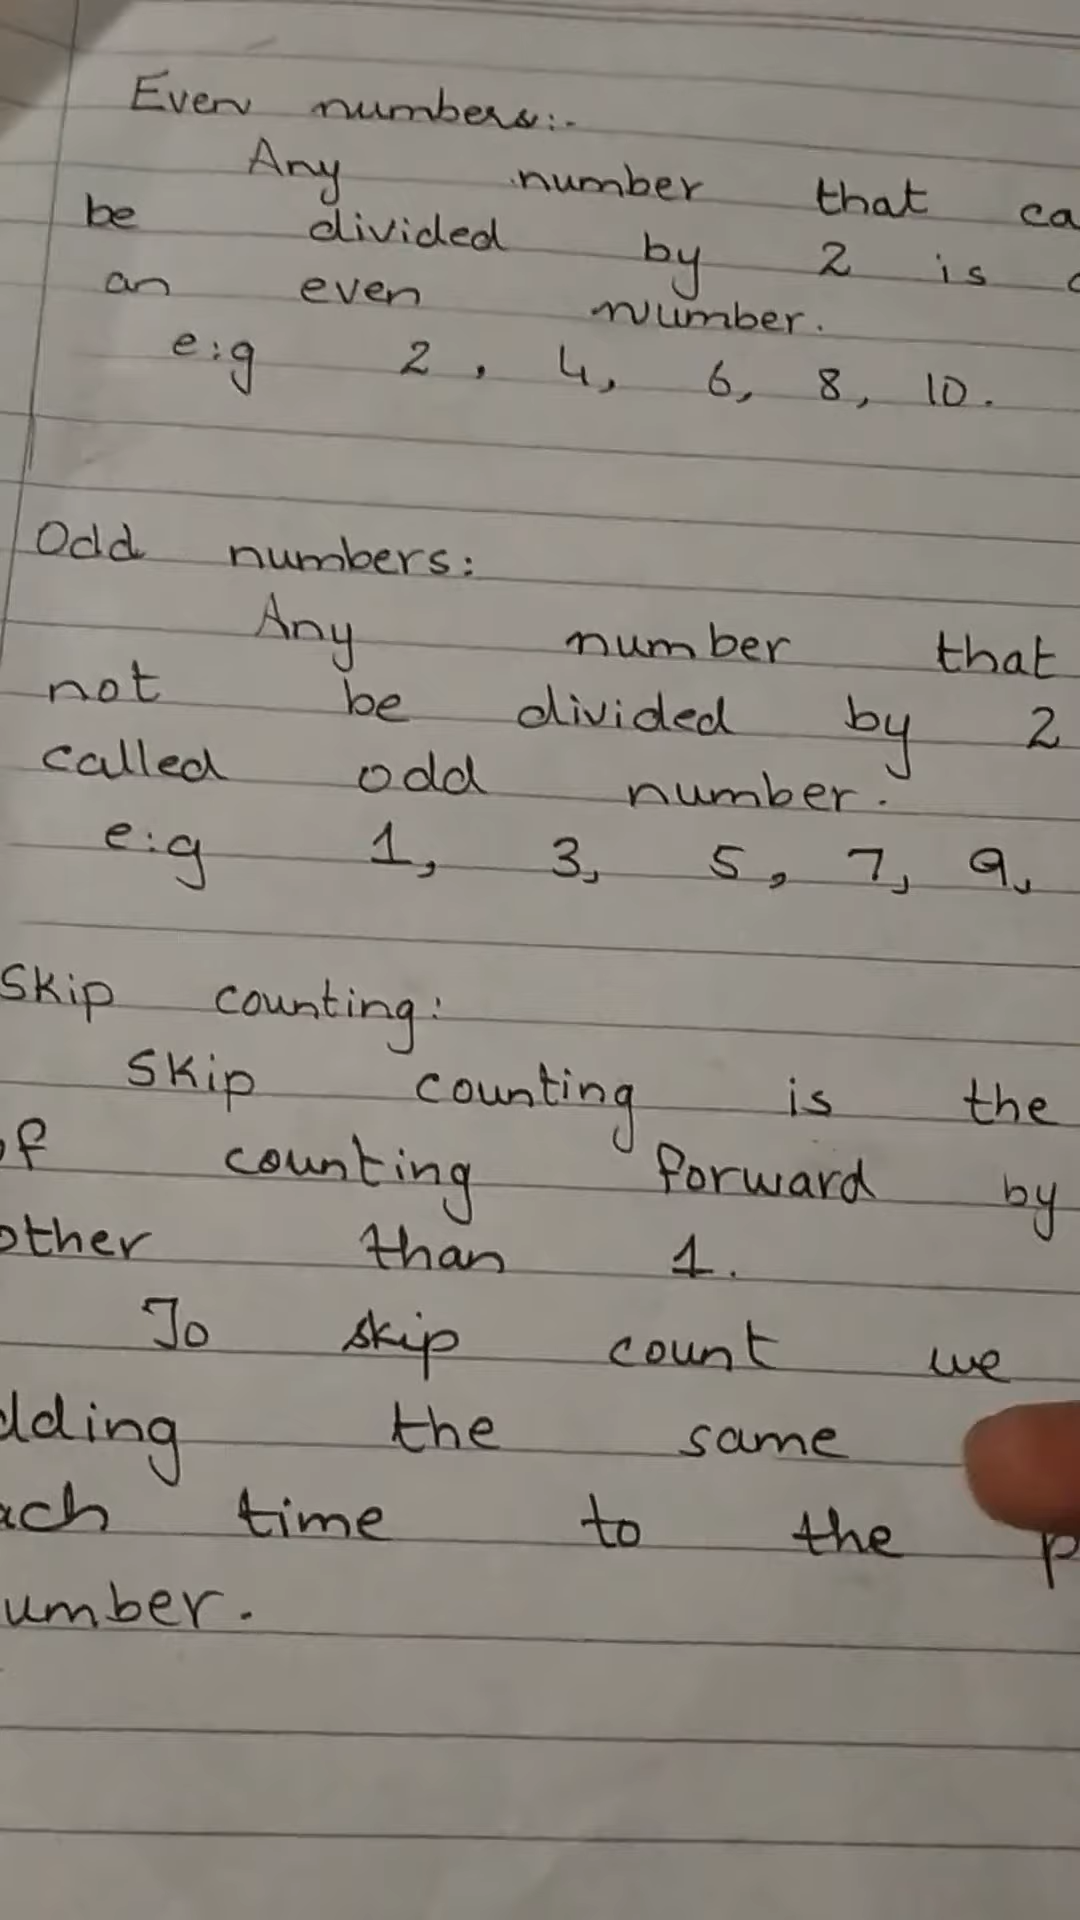 Even numbers:-
Any number that ca
be divided by 2 is
an even number.
e:g 2, 4, 6, 8, 10.
Odd numbers:
Any number that
not be divided by 2
called odd number.
e:g 1, 3, 5, 7, 9,
Skip counting:
Skip counting is the
of counting forward by
other than 1.
To skip count we
dding the same
ach time to the p
umber.